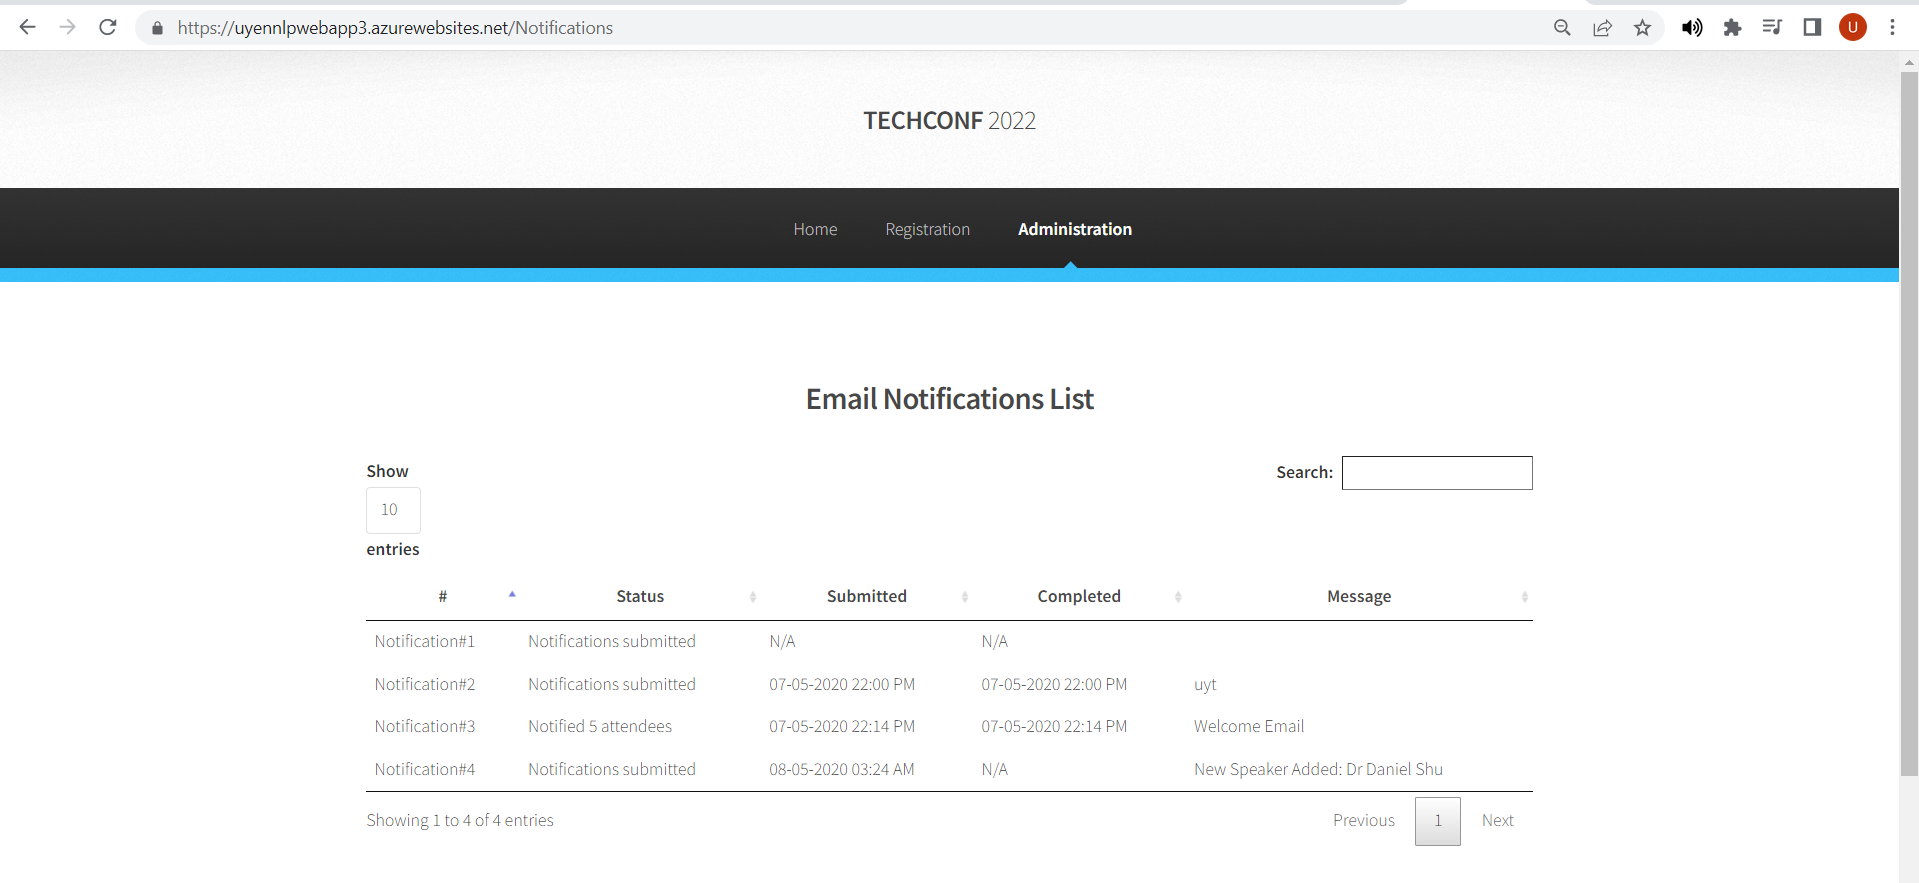 https://uyennlpwebapp3.azurewebsites.net/Notifications
U
TECHCONF 2022
Home Registration Administration
Email Notifications List
Show
Search:
10
entries
# Status Submitted Completed Message
Notification#1 Notifications submitted N/A N/A
Notification#2 Notifications submitted 07-05-2020 22:00 PM 07-05-2020 22:00 PM uyt
Notification#3 Notified 5 attendees 07-05-2020 22:14 PM 07-05-2020 22:14 PM Welcome Email
Notification#4 Notifications submitted 08-05-2020 03:24 AM N/A New Speaker Added: Dr Daniel Shu
Showing 1 to 4 of 4 entries Previous 1 Next